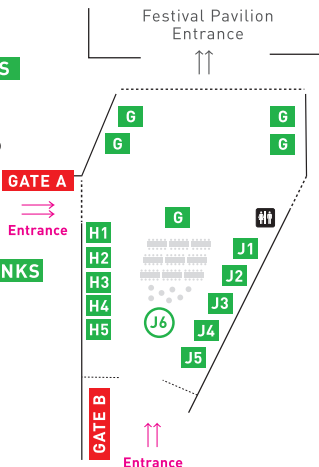 Festival Pavilion
Entrance
S
G
G
G
G
GATE A
Entrance
G
H1
J1
H2
NKS
J2
H3
J3
H4
J6
J4
H5
J5
GATE B
Entrance